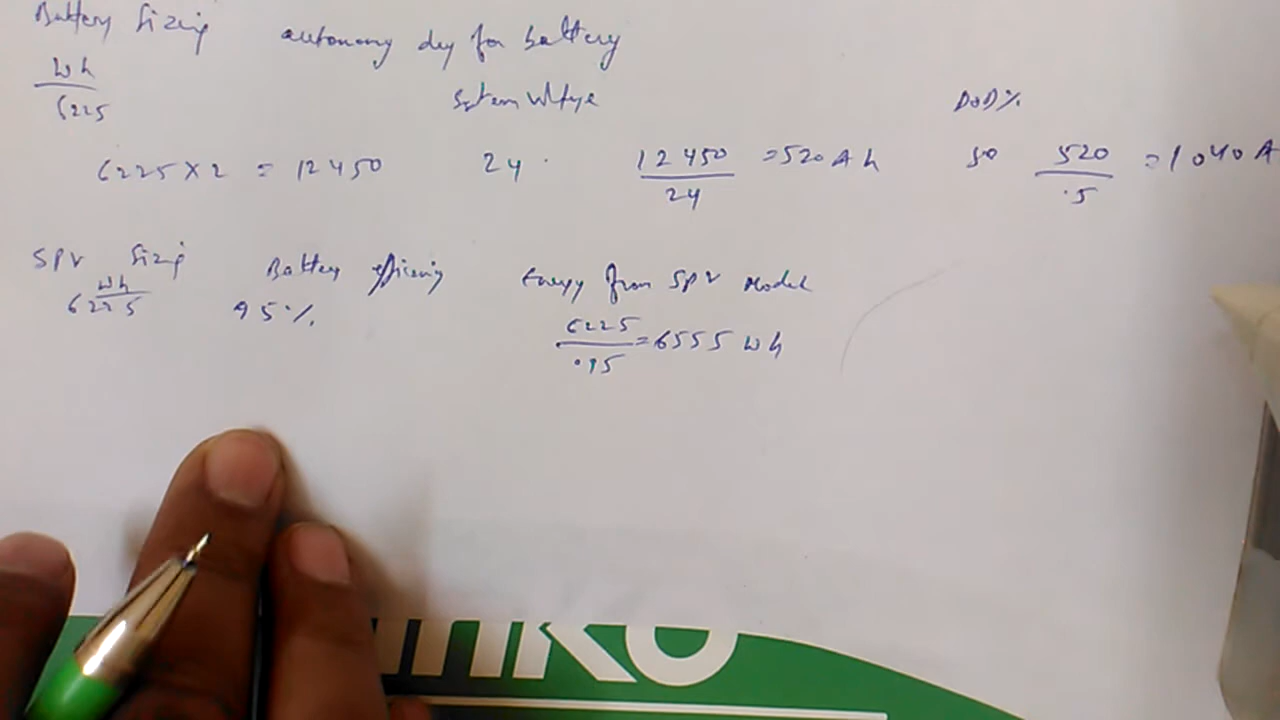 Battery Sizing autonomy day for battery
Wh
6225
System Voltage
DOD%
6225 x 2 = 12450 24 12450 = 520 Ah 50 520 = 1040 A
24 .5
SPV Sizing Battery efficiency Energy from SPV Model
Wh
6225 95%
6225 = 6555 Wh
.95